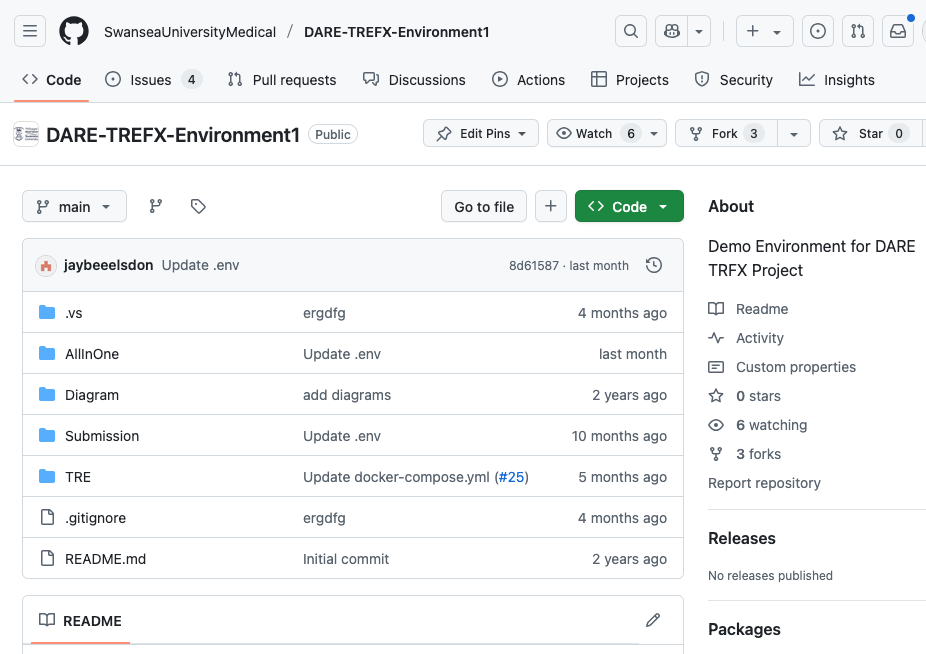 SwanseaUniversityMedical / DARE-TREFX-Environment1
Code Issues 4 Pull requests Discussions Actions Projects Security Insights
DARE-TREFX-Environment1 Public
Edit Pins Watch 6 Fork 3 Star 0
main Go to file Code
jaybeeelsdon Update .env 8d61587 · last month
.vs ergdfg 4 months ago
AllInOne Update .env last month
Diagram add diagrams 2 years ago
Submission Update .env 10 months ago
TRE Update docker-compose.yml (#25) 5 months ago
.gitignore ergdfg 4 months ago
README.md Initial commit 2 years ago
README
About
Demo Environment for DARE
TRFX Project
Readme
Activity
Custom properties
0 stars
6 watching
3 forks
Report repository
Releases
No releases published
Packages